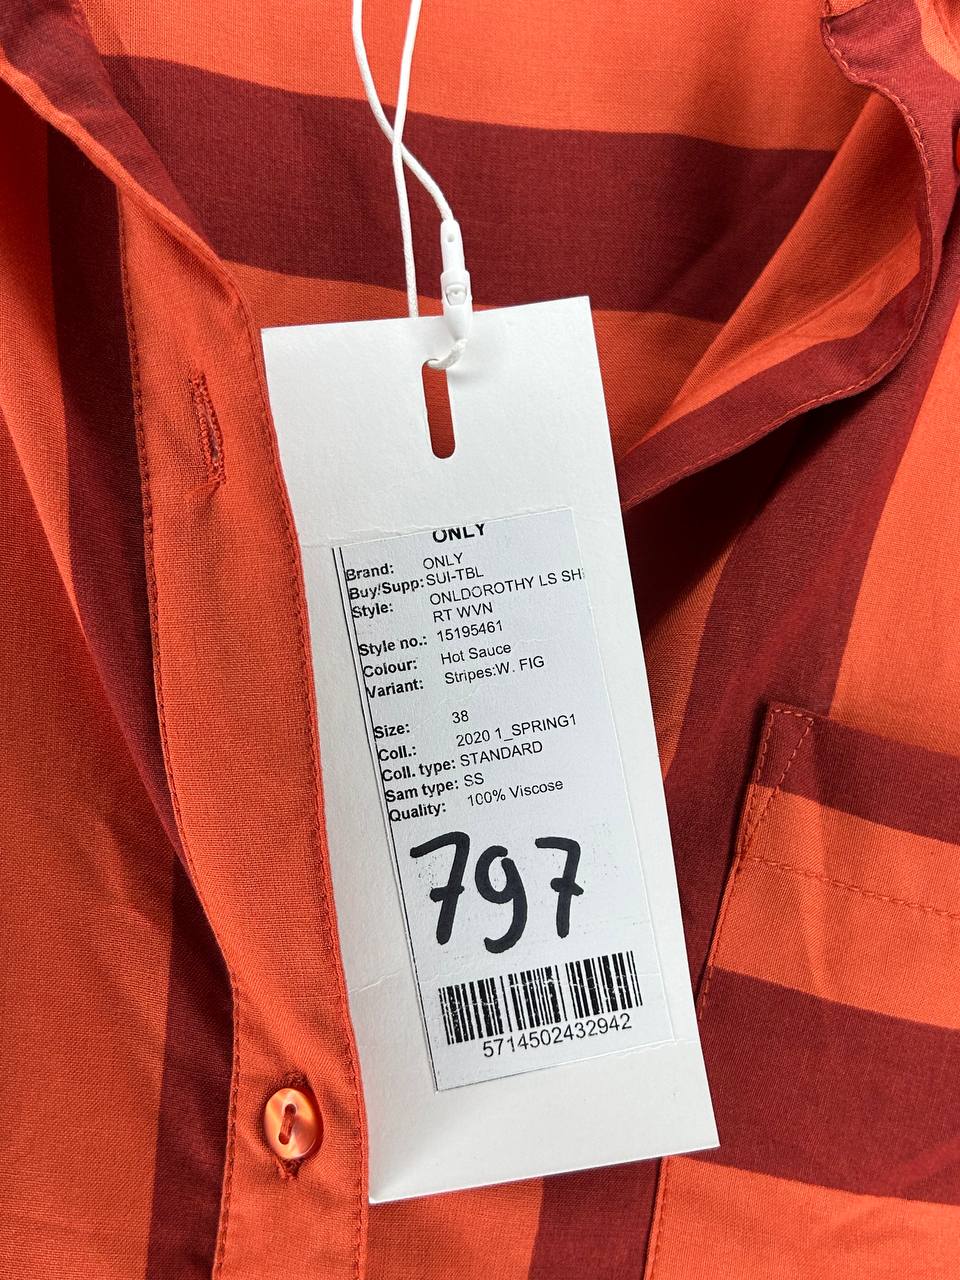 ONLY
Brand: ONLY
Buy/Supp: SUI-TBL
Style: ONLDOROTHY LS SHI
RT WVN
Style no.: 15195461
Colour: Hot Sauce
Variant: Stripes:W. FIG
Size: 38
Coll.: 2020 1_SPRING1
Coll. type: STANDARD
Sam type: SS
Quality: 100% Viscose
797
5714502432942